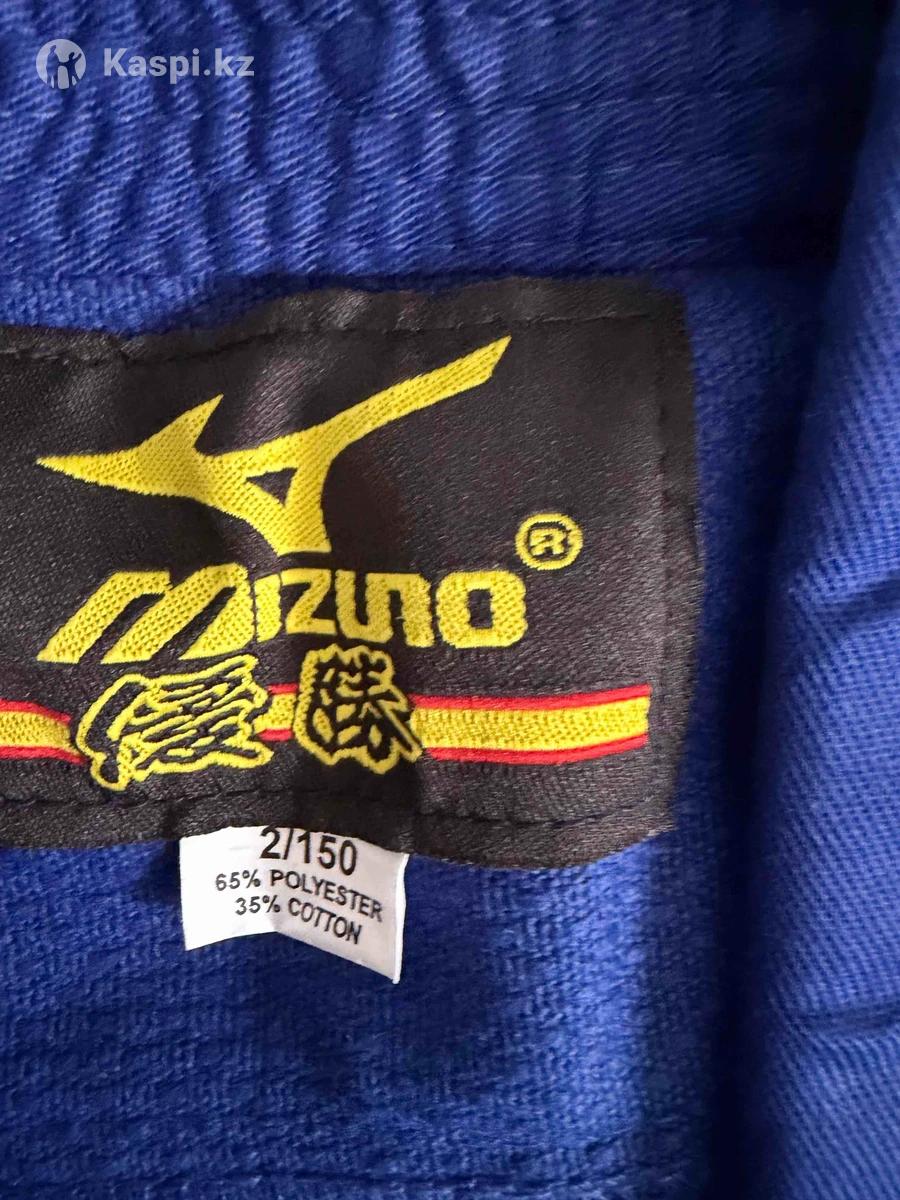 Kaspi.kz
MIZUNO®
優勝
2/150
65% POLYESTER
35% COTTON